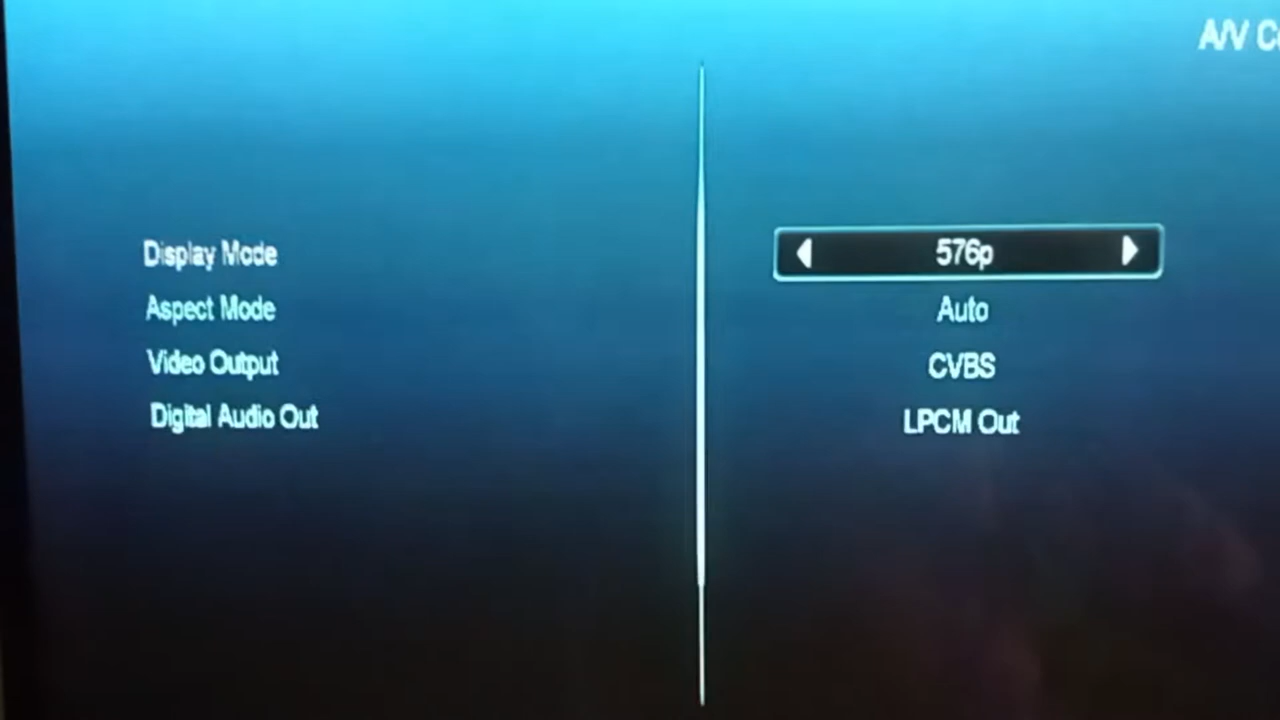 A/V
Display Mode 576p
Aspect Mode Auto
Video Output CVBS
Digital Audio Out LPCM Out